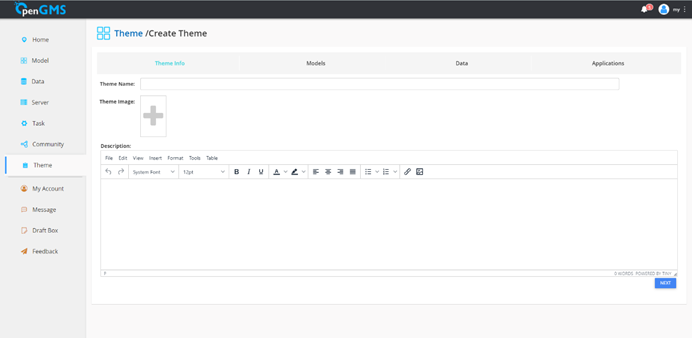 OpenGMS
1
my
Home
Model
Data
Server
Task
Community
Theme
My Account
Message
Draft Box
Feedback
Theme /Create Theme
Theme Info Models Data Applications
Theme Name:
Theme Image:
Description:
File Edit View Insert Format Tools Table
System Font 12pt B I U A
P
0 WORDS POWERED BY TINY
NEXT